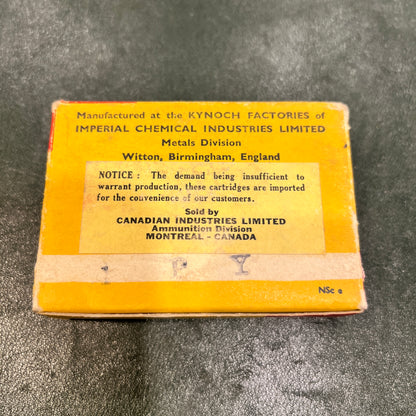 Manufactured at the KYNOCH FACTORIES of
IMPERIAL CHEMICAL INDUSTRIES LIMITED
Metals Division
Witton, Birmingham, England
NOTICE : The demand being insufficient to
warrant production, these cartridges are imported
for the convenience of our customers.
Sold by
CANADIAN INDUSTRIES LIMITED
Ammunition Division
MONTREAL - CANADA
P Y
NSc